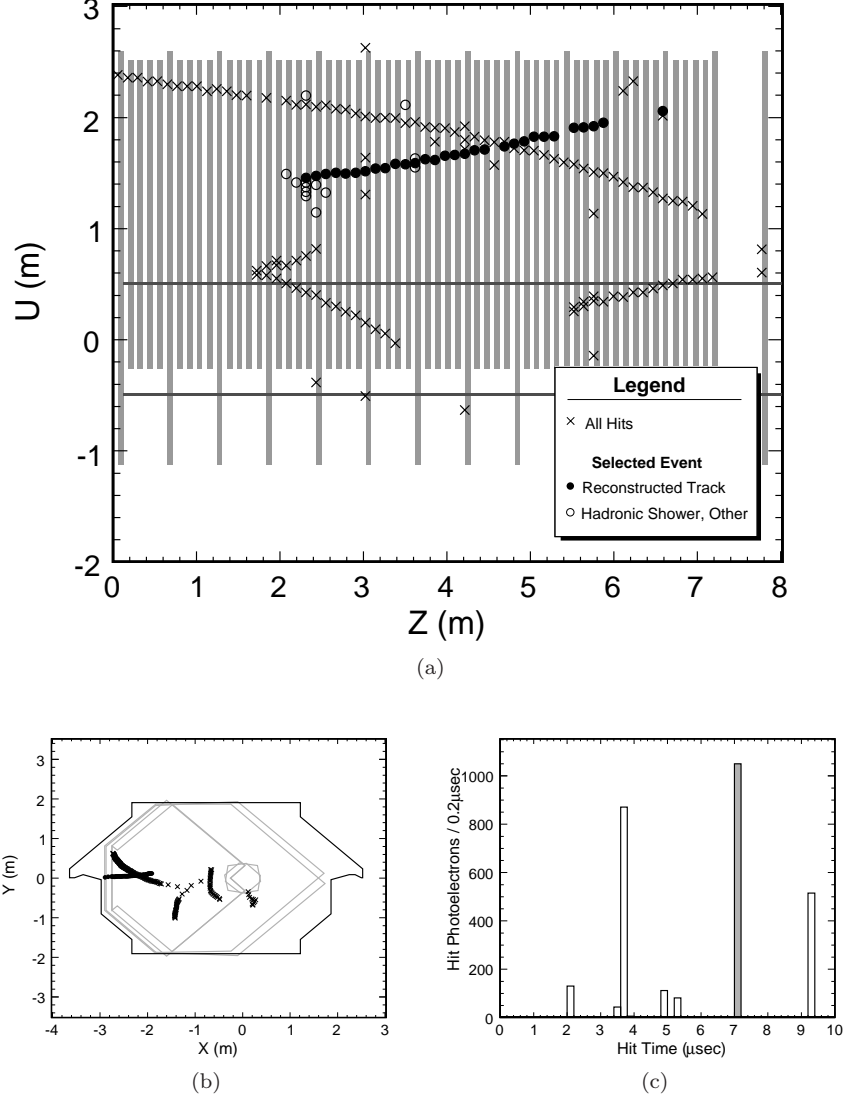 3
2
1
0
-1
-2
U (m)
0 1 2 3 4 5 6 7 8
Z (m)
Legend
All Hits
Selected Event
Reconstructed Track
Hadronic Shower, Other
(a)
3
2
1
0
-1
-2
-3
Y (m)
-4 -3 -2 -1 0 1 2 3
X (m)
(b)
1000
800
600
400
200
0
Hit Photoelectrons / 0.2μsec
0 1 2 3 4 5 6 7 8 9 10
Hit Time (μsec)
(c)